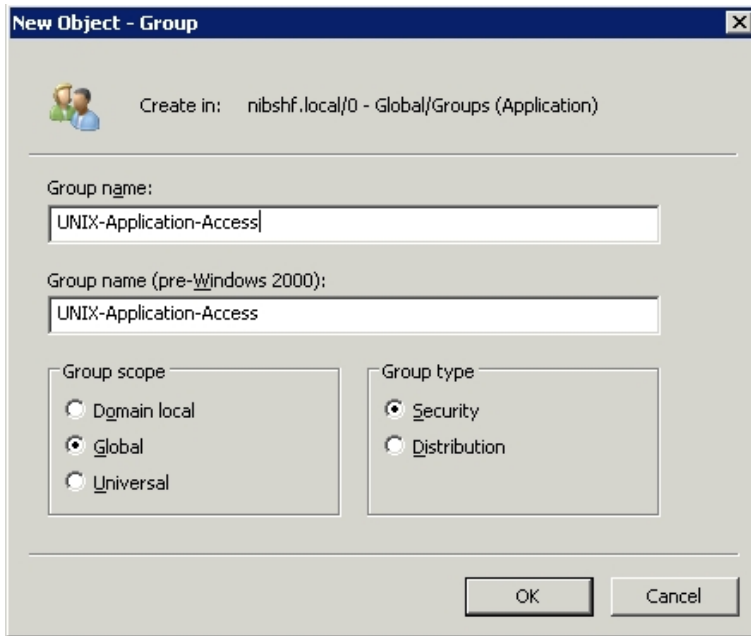 New Object - Group
Create in: nibshf.local/0 - Global/Groups (Application)
Group name:
UNIX-Application-Access
Group name (pre-Windows 2000):
UNIX-Application-Access
Group scope
Domain local
Global
Universal
Group type
Security
Distribution
OK Cancel